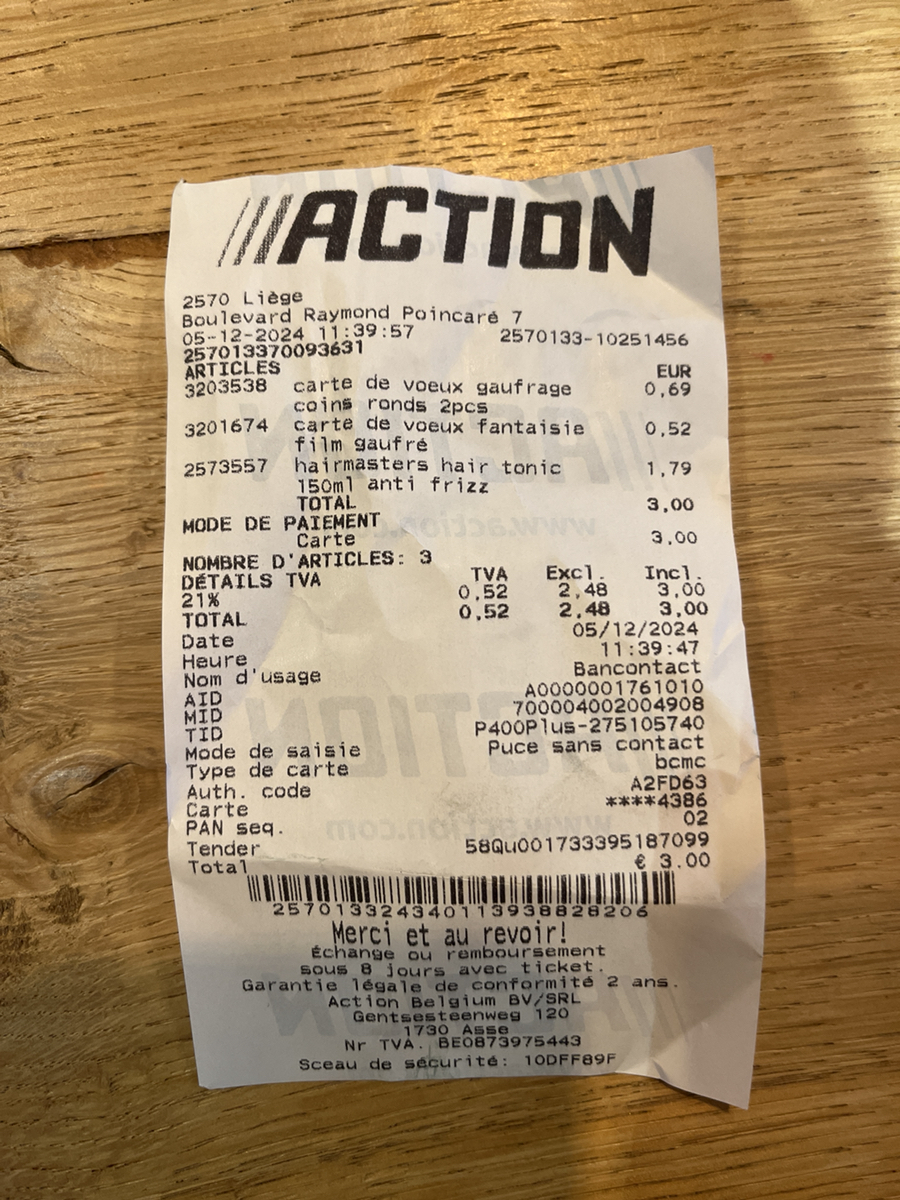 ACTION
2570 Liège
Boulevard Raymond Poincaré 7
05-12-2024 11:39:57 2570133-10251456
257013370093631
ARTICLES EUR
3203538 carte de voeux gaufrage 0,69
coins ronds 2pcs
3201674 carte de voeux fantaisie 0,52
film gaufré
2573557 hairmasters hair tonic 1,79
150ml anti frizz
TOTAL 3,00
MODE DE PAIEMENT
Carte 3,00
NOMBRE D'ARTICLES: 3
DÉTAILS TVA TVA Excl. Incl.
21% 0,52 2,48 3,00
TOTAL 0,52 2,48 3,00
Date 05/12/2024
Heure 11:39:47
Nom d'usage Bancontact
AID A0000001761010
MID 700004002004908
TID P400Plus-275105740
Mode de saisie Puce sans contact
Type de carte bcmc
Auth. code A2FD63
Carte ****4386
PAN seq. 02
Tender 58Qu001733395187099
Total € 3.00
257013324340113938828206
Merci et au revoir!
Échange ou remboursement
sous 8 jours avec ticket.
Garantie légale de conformité 2 ans.
Action Belgium BV/SRL
Gentsesteenweg 120
1730 Asse
Nr TVA. BE0873975443
Sceau de sécurité: 10DFF89F